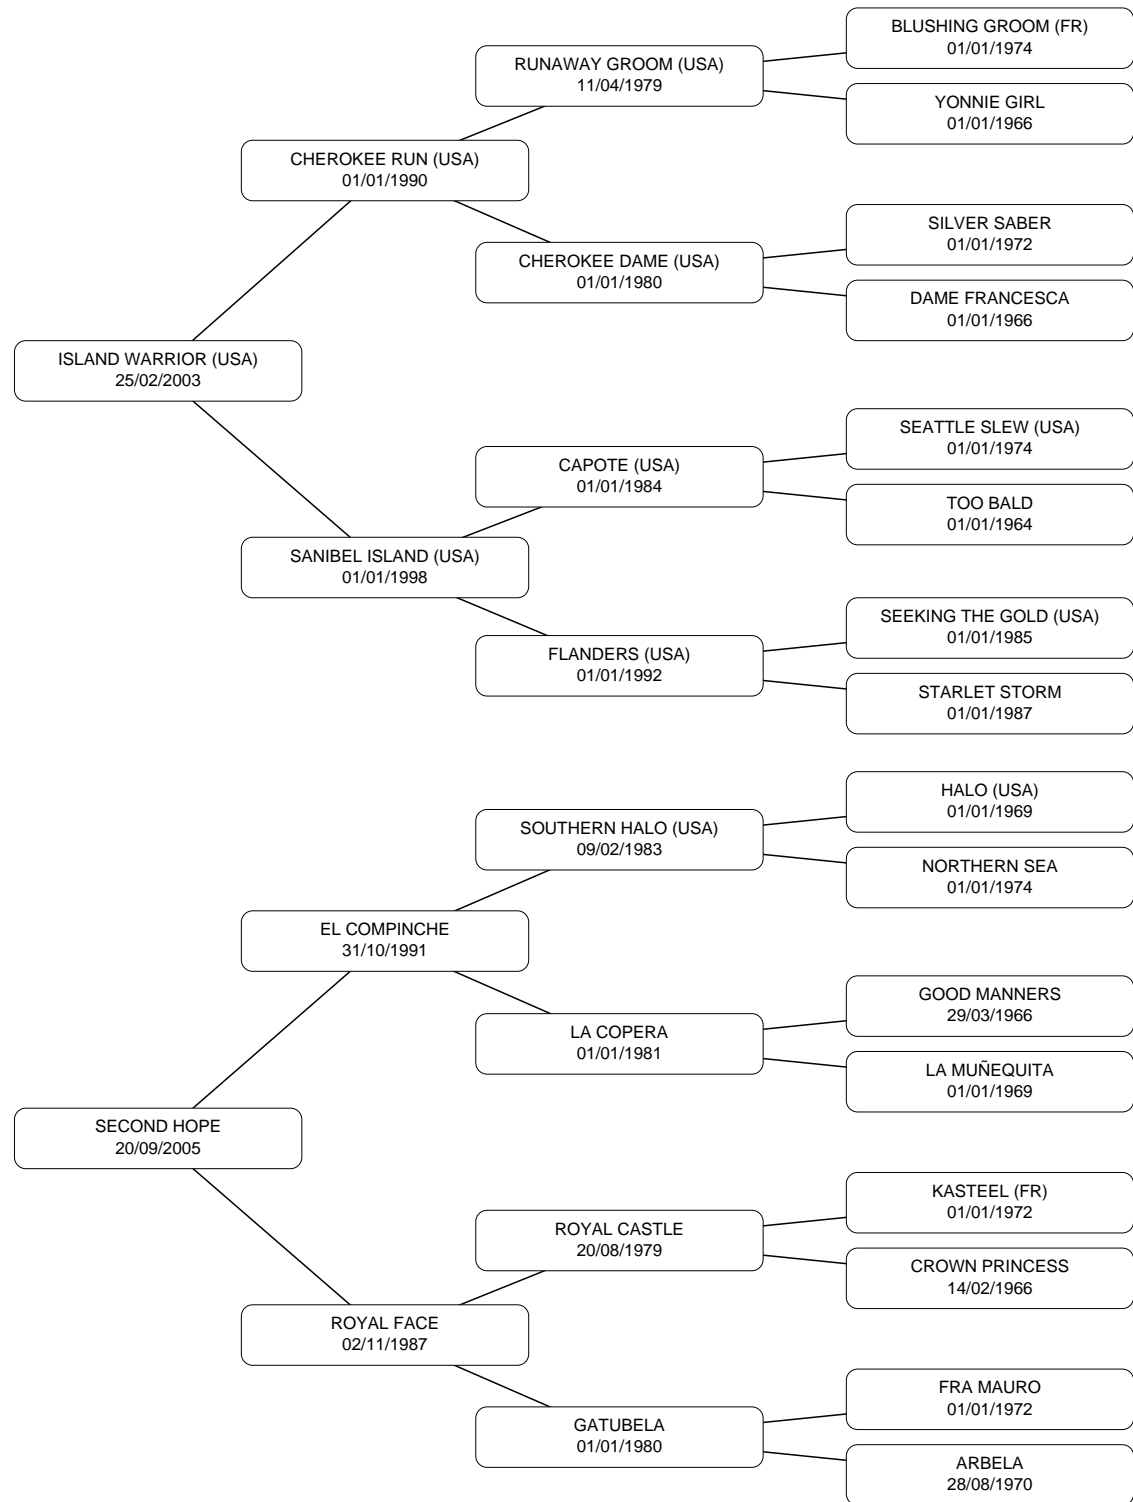 BLUSHING GROOM (FR)
01/01/1974
RUNAWAY GROOM (USA)
11/04/1979
YONNIE GIRL
01/01/1966
CHEROKEE RUN (USA)
01/01/1990
SILVER SABER
01/01/1972
CHEROKEE DAME (USA)
01/01/1980
DAME FRANCESCA
01/01/1966
ISLAND WARRIOR (USA)
25/02/2003
SEATTLE SLEW (USA)
01/01/1974
CAPOTE (USA)
01/01/1984
TOO BALD
01/01/1964
SANIBEL ISLAND (USA)
01/01/1998
SEEKING THE GOLD (USA)
01/01/1985
FLANDERS (USA)
01/01/1992
STARLET STORM
01/01/1987
HALO (USA)
01/01/1969
SOUTHERN HALO (USA)
09/02/1983
NORTHERN SEA
01/01/1974
EL COMPINCHE
31/10/1991
GOOD MANNERS
29/03/1966
LA COPERA
01/01/1981
LA MUÑEQUITA
01/01/1969
SECOND HOPE
20/09/2005
KASTEEL (FR)
01/01/1972
ROYAL CASTLE
20/08/1979
CROWN PRINCESS
14/02/1966
ROYAL FACE
02/11/1987
FRA MAURO
01/01/1972
GATUBELA
01/01/1980
ARBELA
28/08/1970